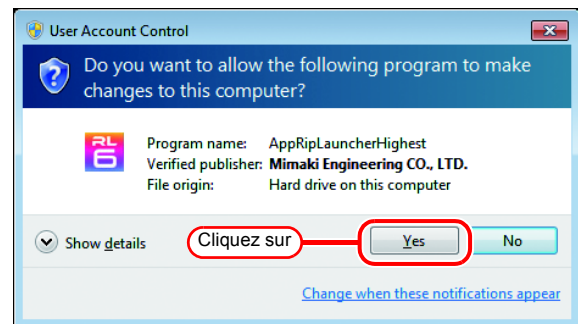 User Account Control
Do you want to allow the following program to make
changes to this computer?
RL
6
Program name: AppRipLauncherHighest
Verified publisher: Mimaki Engineering CO., LTD.
File origin: Hard drive on this computer
Show details
Cliquez sur
Yes
No
Change when these notifications appear